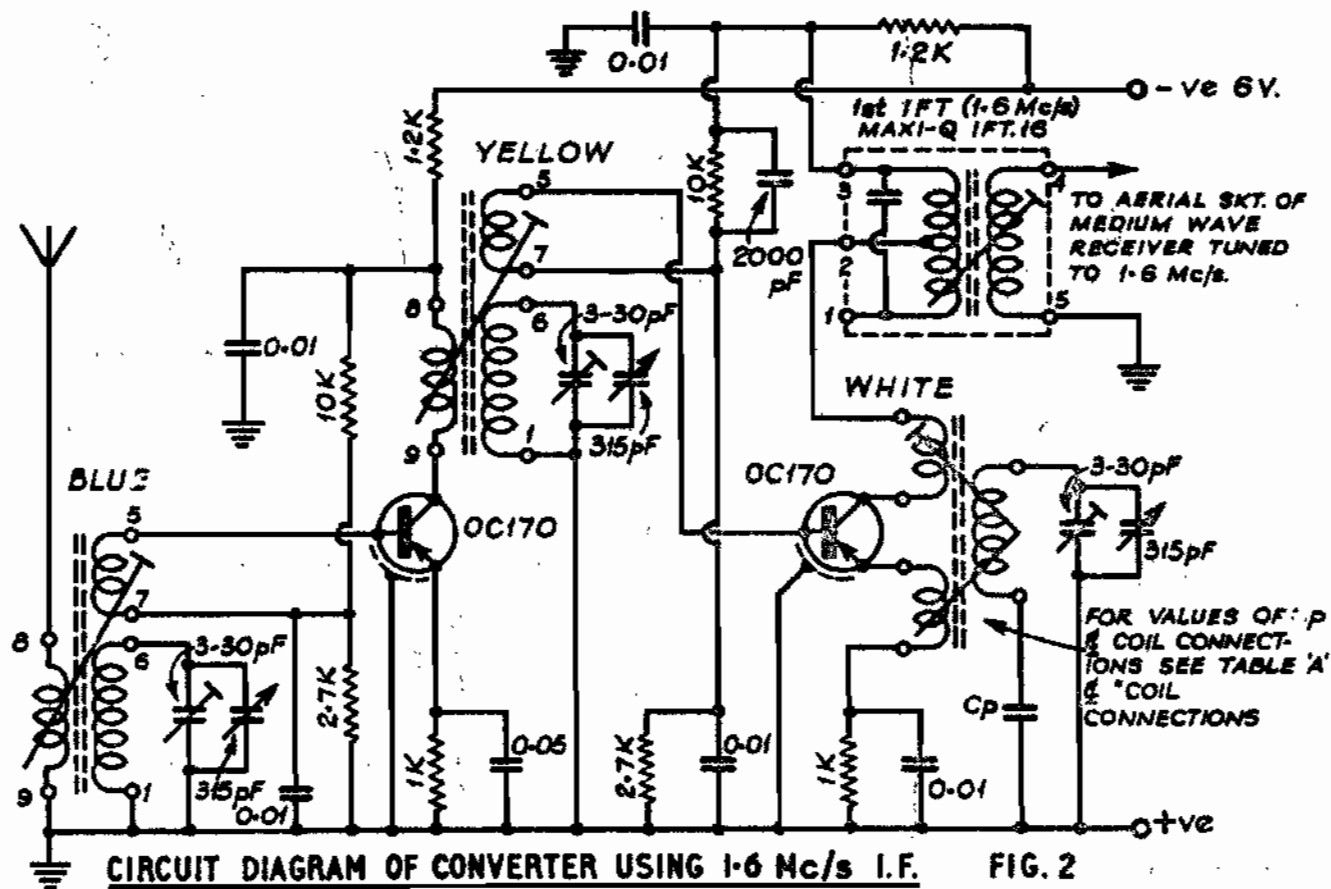 0·01
1·2K
-ve 6V.
1st IFT (1·6 Mc/s)
MAXI-Q IFT.16
1·2K
YELLOW
5
10K
3
4
TO AERIAL SKT. OF
MEDIUM WAVE
RECEIVER TUNED
TO 1·6 Mc/s.
2000
pF
2
7
8
6
3-30pF
1
5
0·01
10K
WHITE
315pF
9
1
BLUE
OC170
OC170
3-30pF
5
315pF
7
8
6
3-30pF
FOR VALUES OF
& COIL CONNECT-
IONS SEE TABLE 'A'
& "COIL
CONNECTIONS
2·7K
Cp
0·05
0·01
1K
2·7K
1K
0·01
9
1
315pF
0·01
+ve
CIRCUIT DIAGRAM OF CONVERTER USING 1·6 Mc/s I.F.
FIG. 2